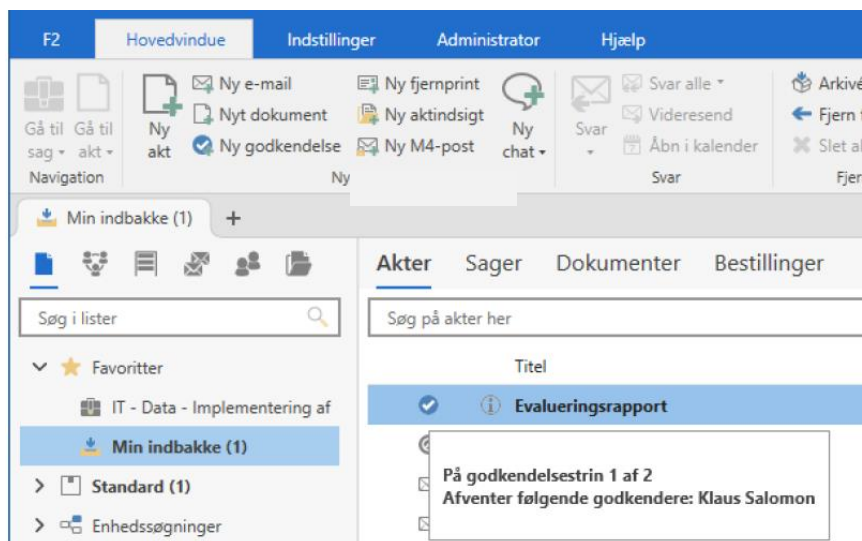 F2 Hovedvindue Indstillinger Administrator Hjælp
Gå til sag
Gå til akt
Navigation
Ny akt
Ny e-mail
Nyt dokument
Ny godkendelse
Ny fjernprint
Ny aktindsigt
Ny M4-post
Ny chat
Ny
Svar
Svar alle
Videresend
Åbn i kalender
Svar
Min indbakke (1) +
Søg i lister
Favoritter
IT - Data - Implementering af
Min indbakke (1)
Standard (1)
Enhedssøgninger
Akter Sager Dokumenter Bestillinger
Søg på akter her
Titel
Evalueringsrapport
På godkendelsestrin 1 af 2
Afventer følgende godkendere: Klaus Salomon